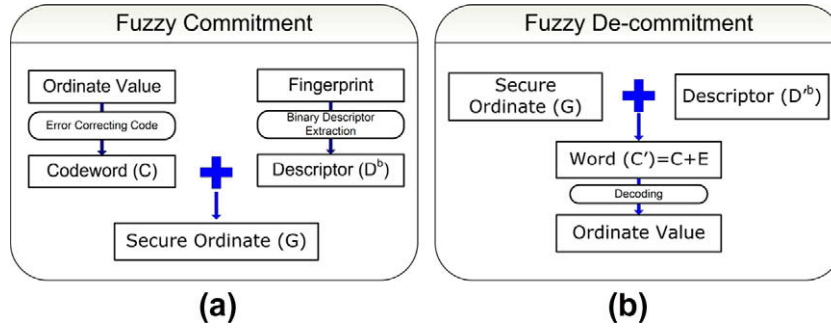 Fuzzy Commitment
Ordinate Value
Fingerprint
Error Correcting Code
Binary Descriptor
Extraction
Codeword (C)
Descriptor (Dᵇ)
Secure Ordinate (G)
(a)
Fuzzy De-commitment
Secure
Ordinate (G)
Descriptor (D'ᵇ)
Word (C')=C+E
Decoding
Ordinate Value
(b)